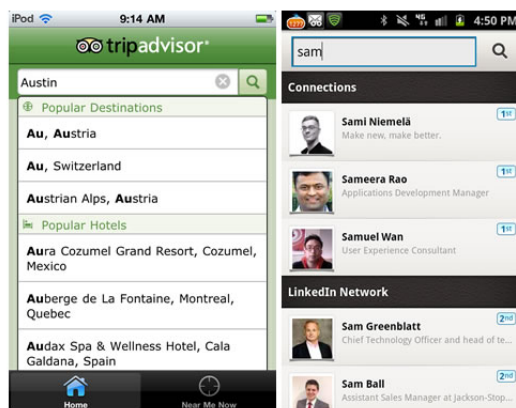 iPod 9:14 AM
tripadvisor
Austin
Popular Destinations
Au, Austria
Au, Switzerland
Austrian Alps, Austria
Popular Hotels
Aura Cozumel Grand Resort, Cozumel,
Mexico
Auberge de La Fontaine, Montreal,
Quebec
Audax Spa & Wellness Hotel, Cala
Galdana, Spain
Home Near Me Now
4G 4:50 PM
sam
Connections
Sami Niemelä 1st
Make new, make better.
Sameera Rao 1st
Applications Development Manager
Samuel Wan 1st
User Experience Consultant
LinkedIn Network
Sam Greenblatt 2nd
Chief Technology Officer and head of te...
Sam Ball 2nd
Assistant Sales Manager at Jackson-Stop...